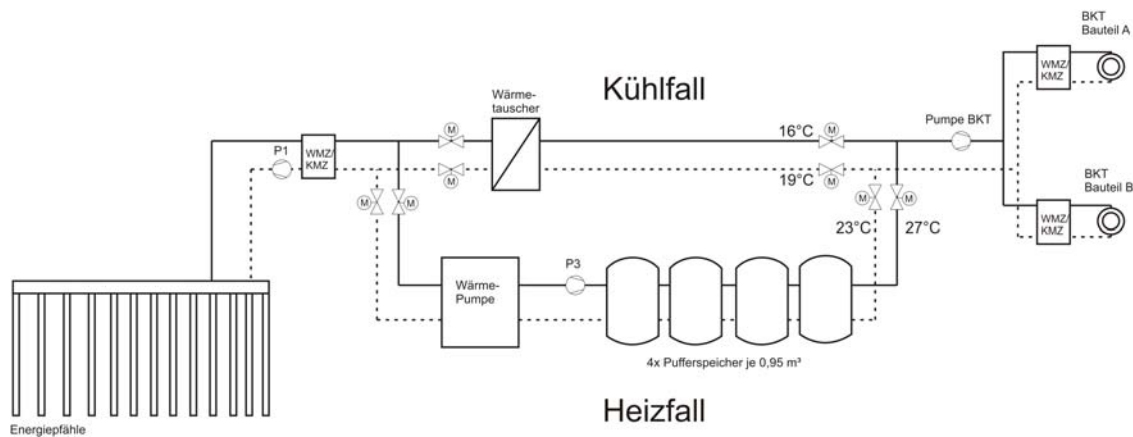 BKT
Bauteil A
WMZ/
KMZ
Kühlfall
Wärme-
tauscher
16°C
Pumpe BKT
M
M
P1
WMZ/
KMZ
M
19°C
M
BKT
Bauteil B
M
M
M
M
23°C
27°C
WMZ/
KMZ
P3
Wärme-
Pumpe
4x Pufferspeicher je 0,95 m³
Heizfall
Energiepfähle